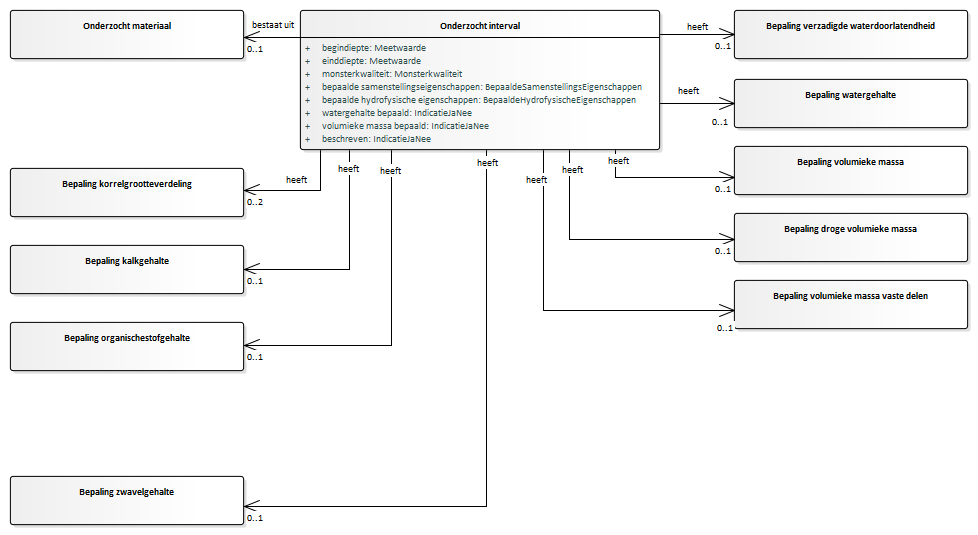 Onderzocht materiaal
bestaat uit
0..1
Onderzocht interval
+ begindiepte: Meetwaarde
+ einddiepte: Meetwaarde
+ monsterkwaliteit: Monsterkwaliteit
+ bepaalde samenstellingseigenschappen: BepaaldeSamenstellingsEigenschappen
+ bepaalde hydrofysische eigenschappen: BepaaldeHydrofysischeEigenschappen
+ watergehalte bepaald: IndicatieJaNee
+ volumieke massa bepaald: IndicatieJaNee
+ beschreven: IndicatieJaNee
heeft
0..1
Bepaling verzadigde waterdoorlatendheid
heeft
0..1
Bepaling watergehalte
heeft
0..1
Bepaling volumieke massa
heeft
0..1
Bepaling droge volumieke massa
heeft
0..1
Bepaling volumieke massa vaste delen
heeft
0..2
Bepaling korrelgrootteverdeling
heeft
0..1
Bepaling kalkgehalte
heeft
0..1
Bepaling organischestofgehalte
heeft
0..1
Bepaling zwavelgehalte